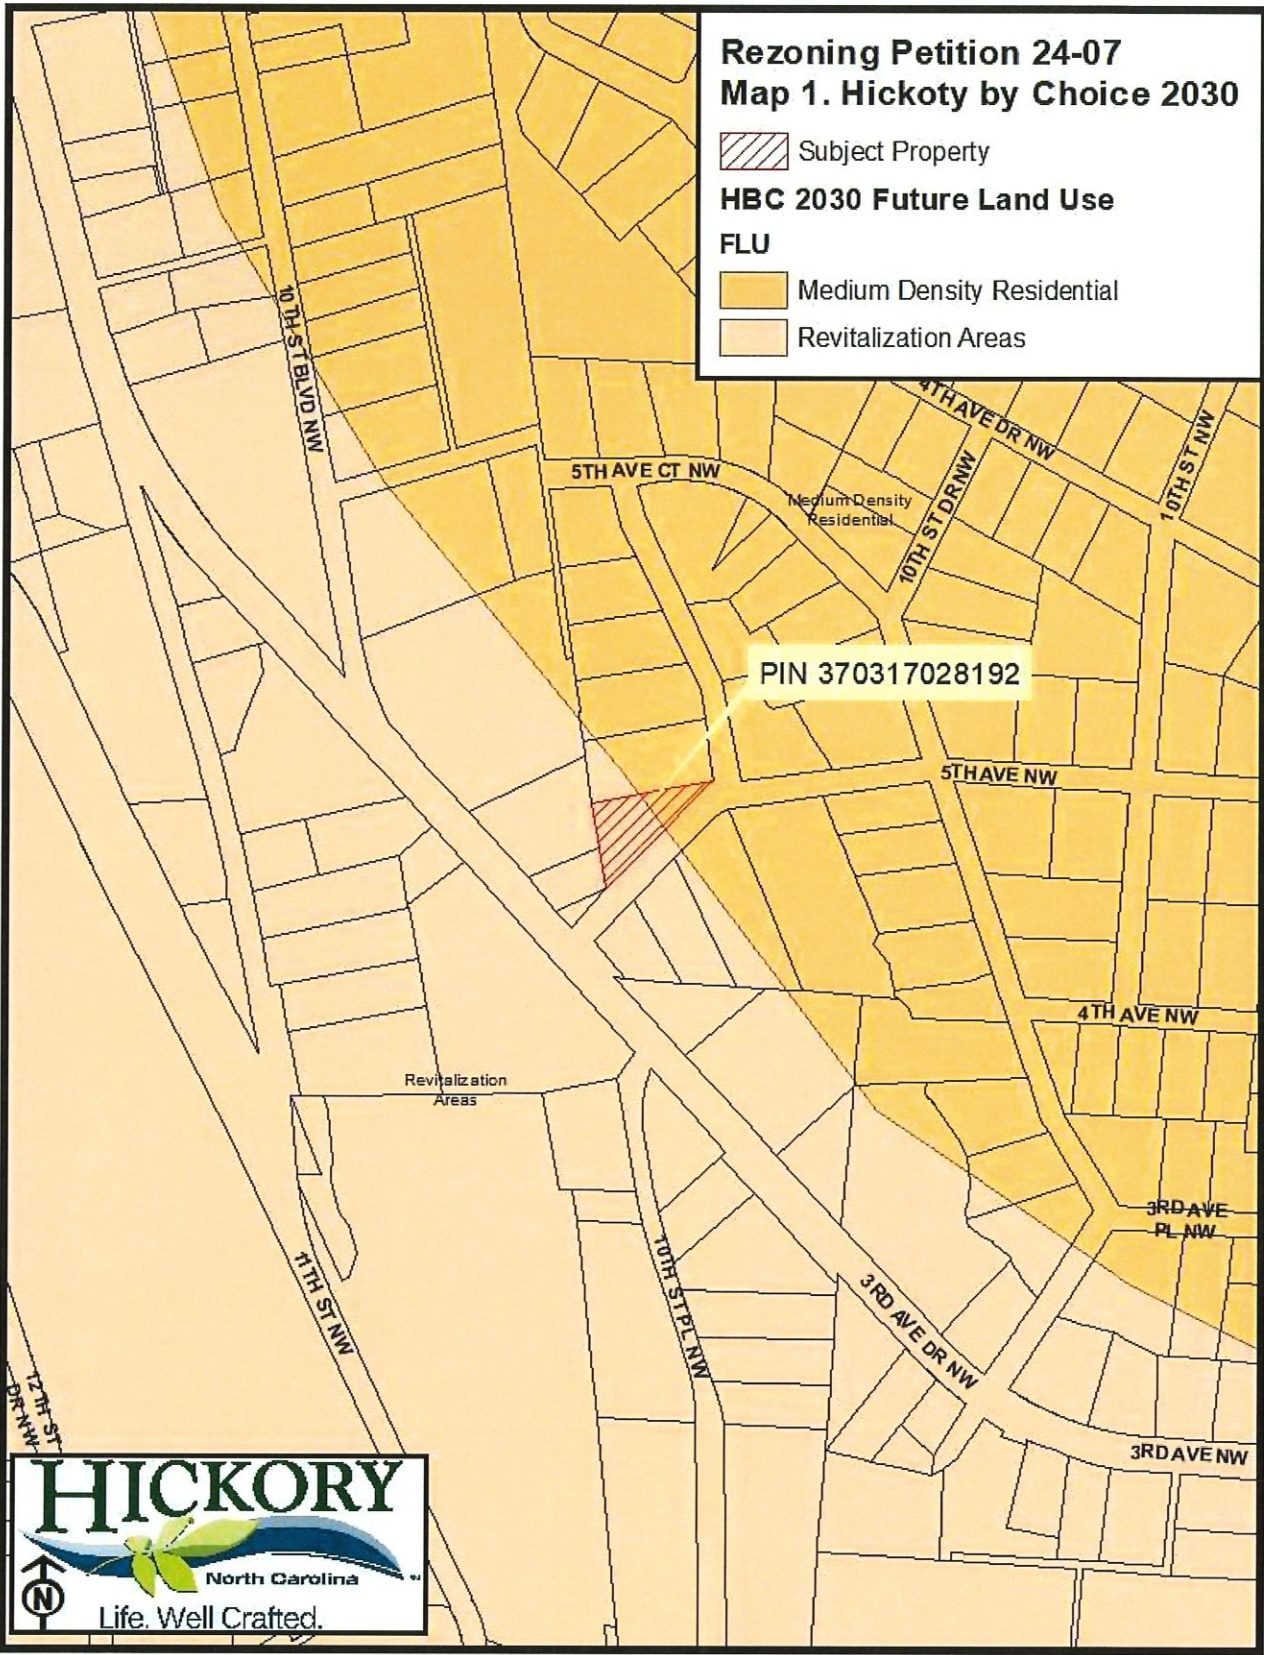 Rezoning Petition 24-07
Map 1. Hickoty by Choice 2030
Subject Property
HBC 2030 Future Land Use
FLU
Medium Density Residential
Revitalization Areas
10TH ST BLVD NW
4TH AVE DR NW
10TH ST NW
5TH AVE CT NW
10TH ST DR NW
Medium Density
Residential
PIN 370317028192
5TH AVE NW
4TH AVE NW
Revitalization
Areas
3RD AVE
PL NW
11TH ST NW
10TH ST PL NW
3RD AVE DR NW
12TH ST
DR NW
3RD AVE NW
HICKORY
North Carolina
N
Life. Well Crafted.